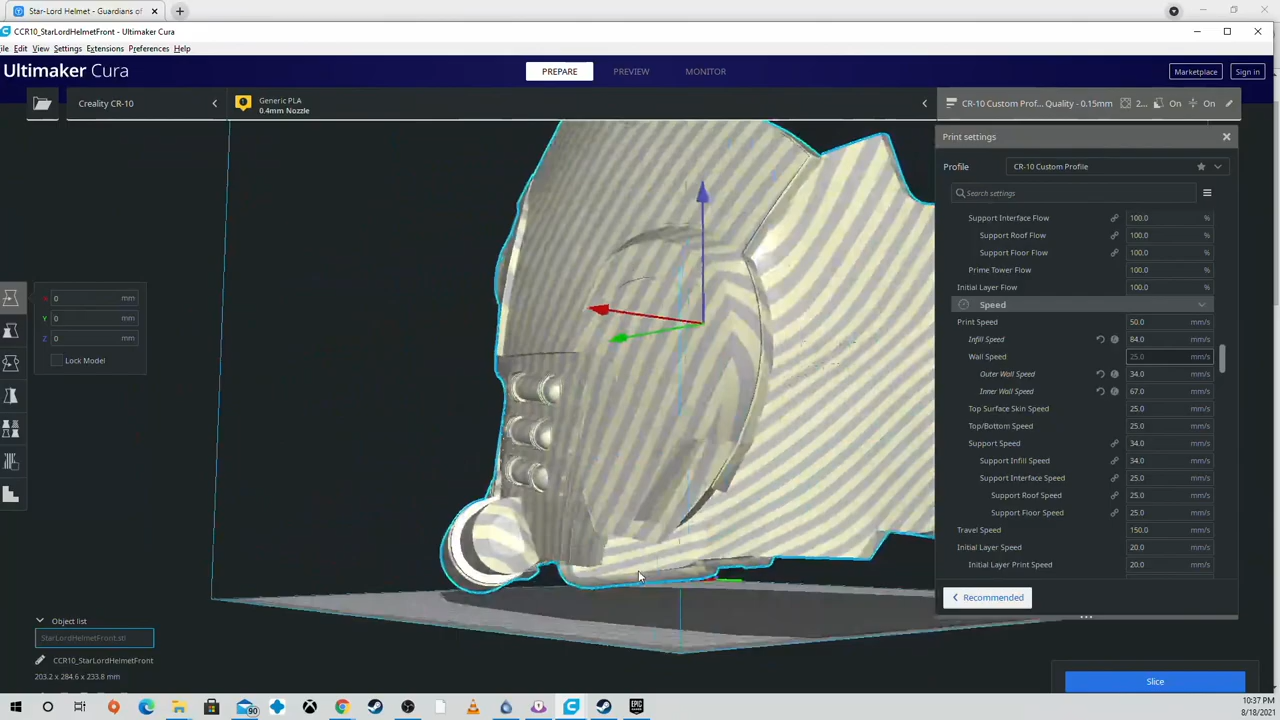 Star-Lord Helmet - Guardians of
CCR10_StarLordHelmetFront - Ultimaker Cura
ile Edit View Settings Extensions Preferences Help
Ultimaker Cura
PREPARE PREVIEW MONITOR
Marketplace Sign in
Creality CR-10
Generic PLA
0.4mm Nozzle
CR-10 Custom Prof... Quality - 0.15mm 2... On On
Print settings
Profile CR-10 Custom Profile
Search settings
Support Interface Flow 100.0 %
Support Roof Flow 100.0 %
Support Floor Flow 100.0 %
Prime Tower Flow 100.0 %
Initial Layer Flow 100.0 %
Speed
Print Speed 50.0 mm/s
Infill Speed 84.0 mm/s
Wall Speed 25.0 mm/s
Outer Wall Speed 34.0 mm/s
Inner Wall Speed 67.0 mm/s
Top Surface Skin Speed 25.0 mm/s
Top/Bottom Speed 25.0 mm/s
Support Speed 34.0 mm/s
Support Infill Speed 34.0 mm/s
Support Interface Speed 25.0 mm/s
Support Roof Speed 25.0 mm/s
Support Floor Speed 25.0 mm/s
Travel Speed 150.0 mm/s
Initial Layer Speed 20.0 mm/s
Initial Layer Print Speed 20.0 mm/s
Recommended
X 0 mm
Y 0 mm
Z 0 mm
Lock Model
Object list
StarLordHelmetFront.stl
CCR10_StarLordHelmetFront
203.2 x 284.6 x 233.8 mm
Slice
90
EPIC
10:37 PM
8/18/2021